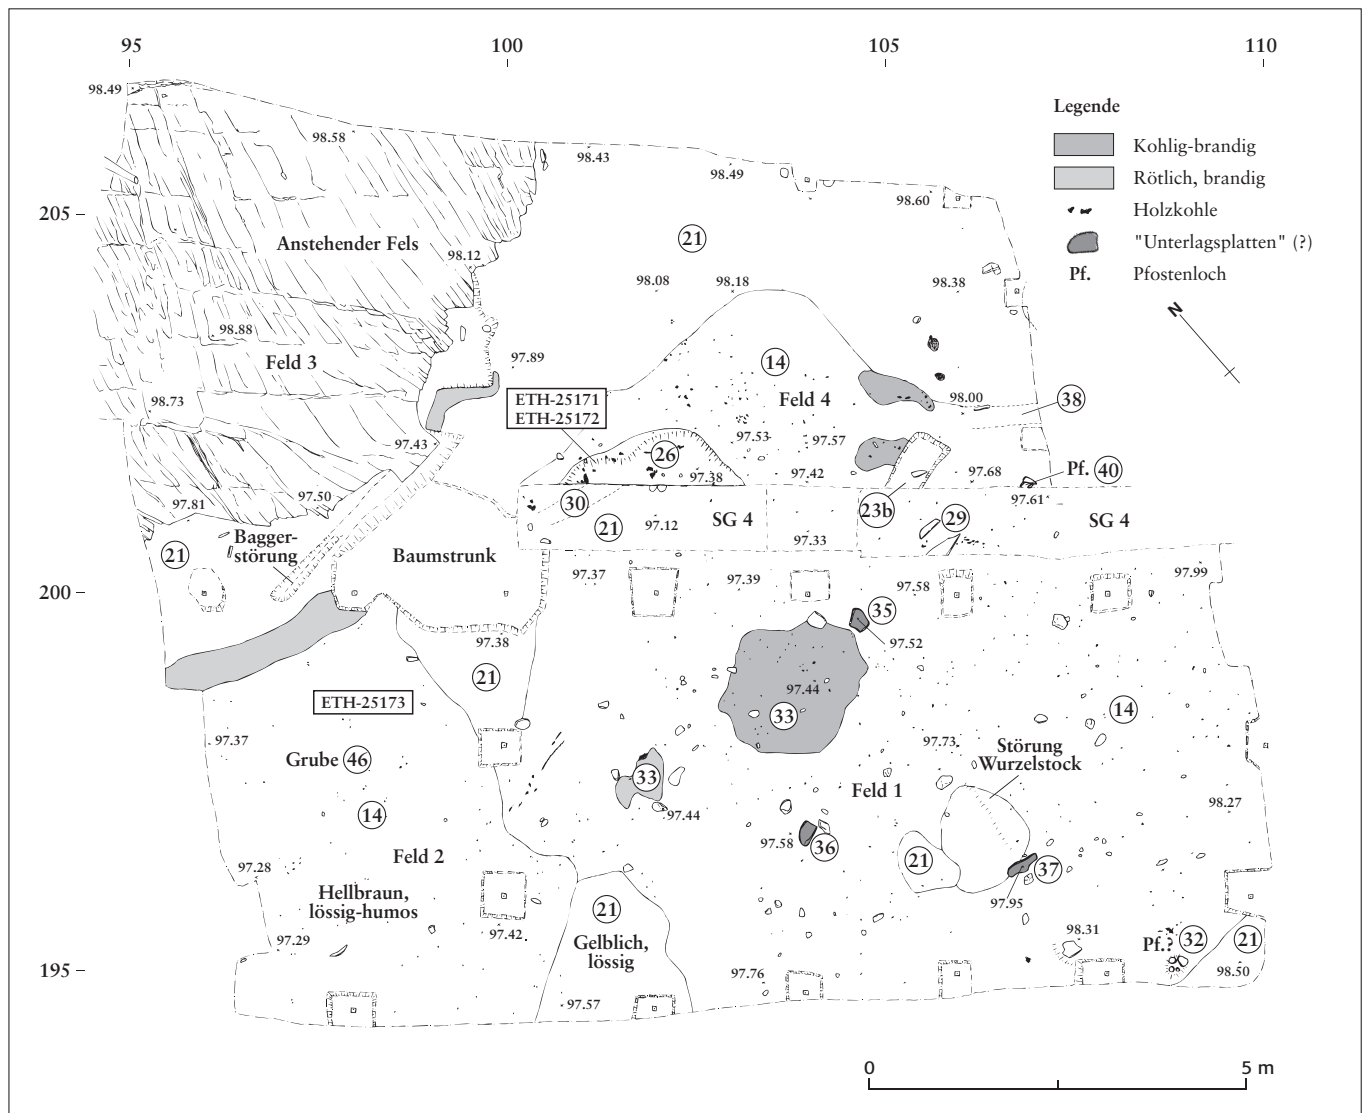 95
100
105
110
98.49
98.58
98.43
98.49
98.60
Legende
Kohlig-brandig
Rötlich, brandig
Holzkohle
"Unterlagsplatten" (?)
Pf.
Pfostenloch
N
205
Anstehender Fels
98.12
21
98.08
98.18
98.38
98.88
Feld 3
97.89
14
98.73
ETH-25171
ETH-25172
Feld 4
98.00
38
97.43
26
97.53
97.57
97.38
97.42
97.68
Pf. 40
97.81
97.50
30
23b
97.61
21
Bagger-
störung
Baumstrunk
21
97.12
SG 4
97.33
29
SG 4
200
97.37
97.39
97.58
97.99
35
97.38
97.52
21
97.44
ETH-25173
33
14
97.37
97.73
Störung
Wurzelstock
Grube 46
33
Feld 1
14
97.44
98.27
97.58
36
Feld 2
21
37
97.28
97.95
Hellbraun,
lössig-humos
21
97.29
97.42
Gelblich,
lössig
98.31
Pf.?
32
21
195
97.76
98.50
97.57
0
5 m